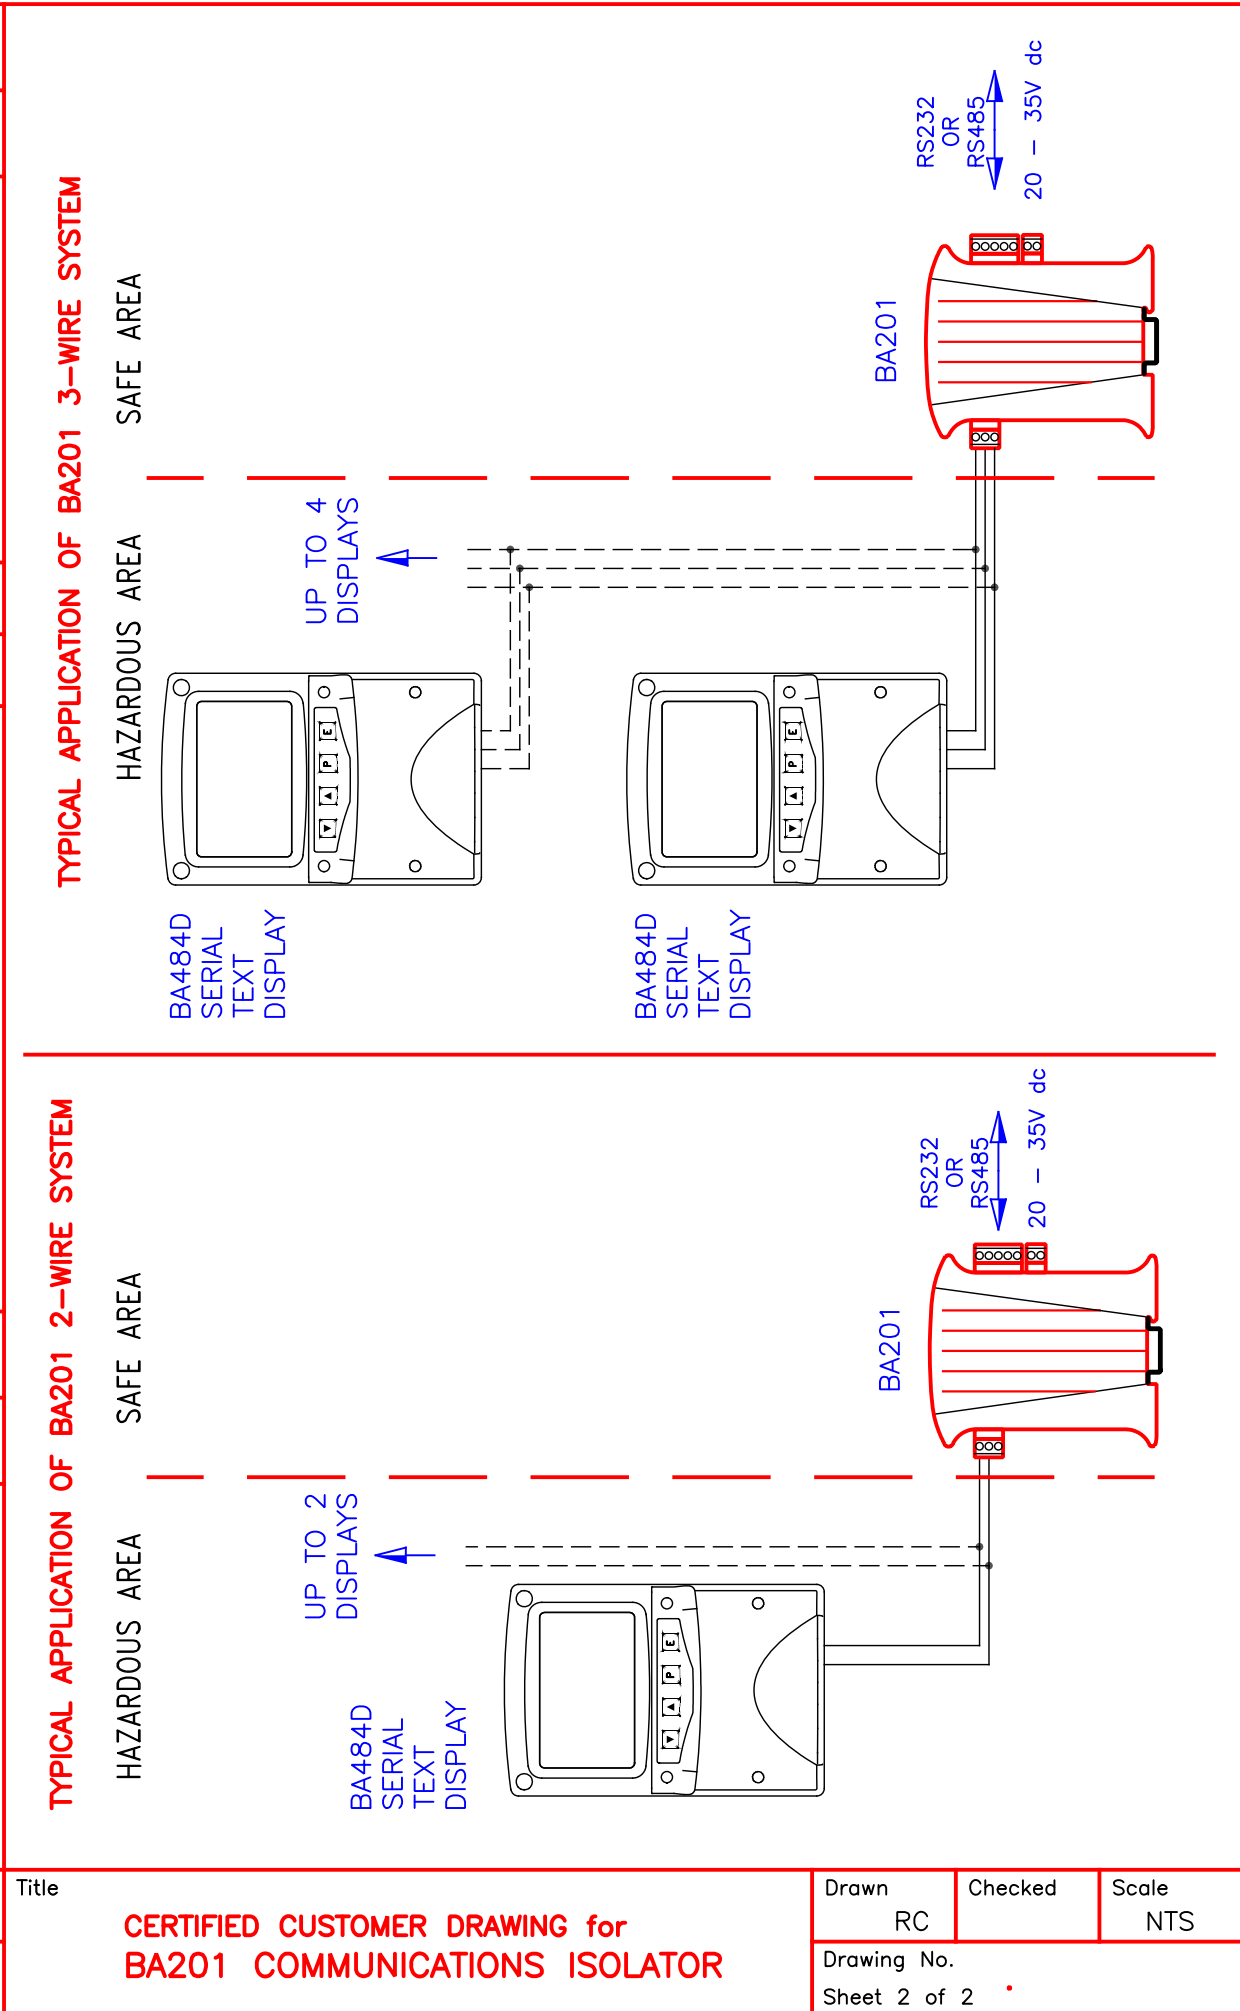 TYPICAL APPLICATION OF BA201 2-WIRE SYSTEM
HAZARDOUS AREA
SAFE AREA
UP TO 2
DISPLAYS
BA484D
SERIAL
TEXT
DISPLAY
E
P
BA201
RS232
OR
RS485
20 - 35V dc
TYPICAL APPLICATION OF BA201 3-WIRE SYSTEM
HAZARDOUS AREA
SAFE AREA
UP TO 4
DISPLAYS
BA484D
SERIAL
TEXT
DISPLAY
E
P
BA484D
SERIAL
TEXT
DISPLAY
E
P
BA201
RS232
OR
RS485
20 - 35V dc
Title
CERTIFIED CUSTOMER DRAWING for
BA201 COMMUNICATIONS ISOLATOR
Drawn
RC
Checked
Scale
NTS
Drawing No.
Sheet 2 of 2